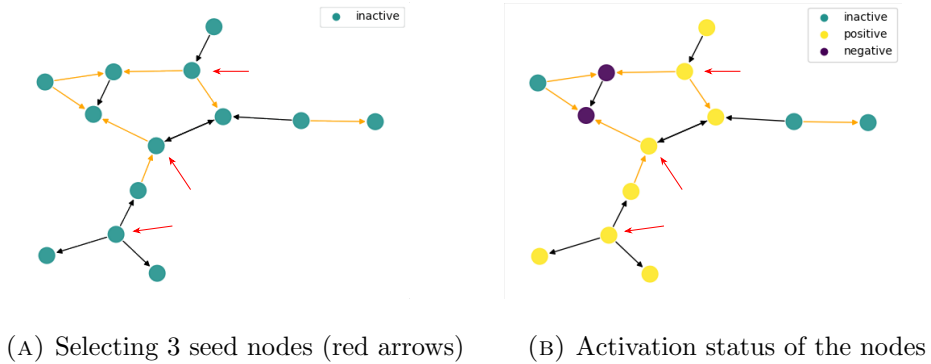 inactive
inactive
positive
negative
(A) Selecting 3 seed nodes (red arrows)
(B) Activation status of the nodes